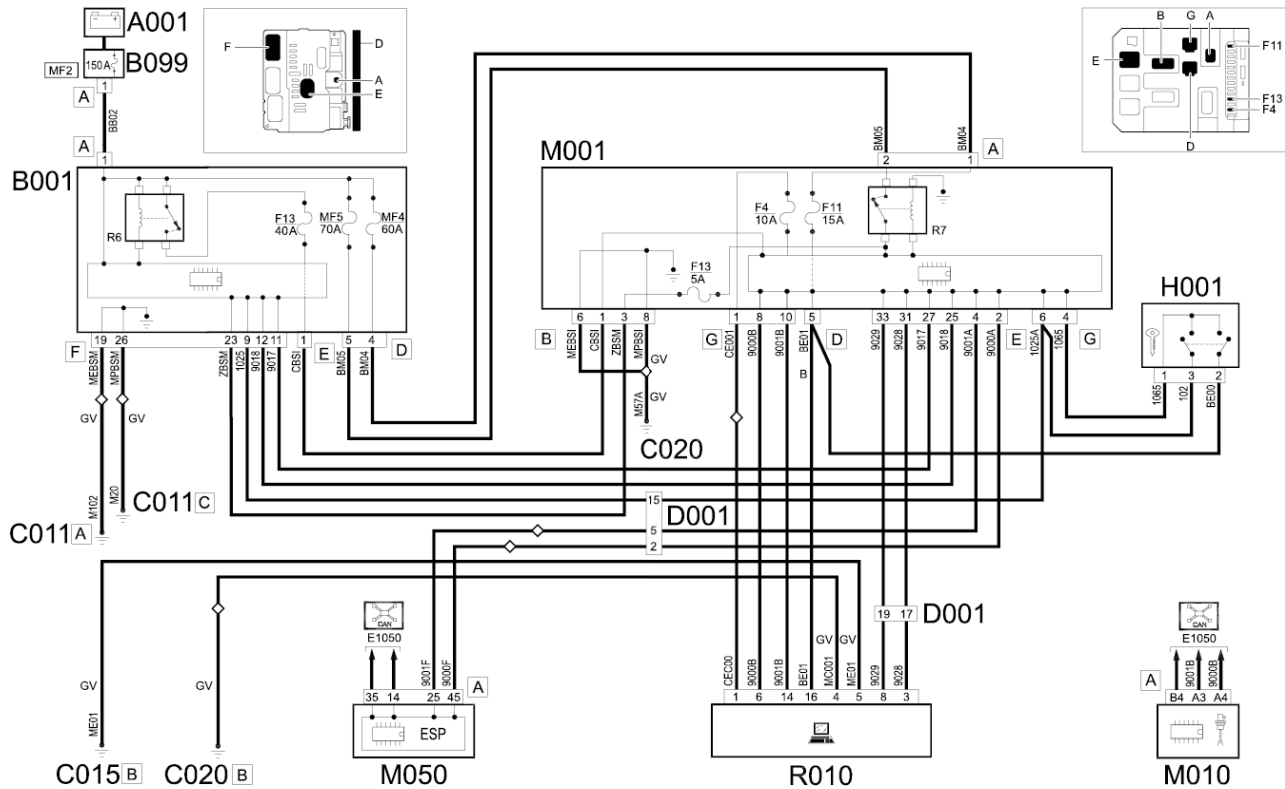 A001
B099
150A
MF2
A
1
BB02
A
1
B001
F
D
A
E
R6
F13
40A
MF5
70A
MF4
60A
19 26
F
MEBSM
MPBSM
23 9 12 11
ZBSM
1025
9018
9017
1
E
CBSI
5 4
D
BM05
BM04
GV
GV
M102
M20
C011 A
C011 C
M001
BM05
BM04
A
2 1
F4
10A
F11
15A
R7
F13
5A
B
6 1 3 8
MEBSI
CBSI
ZBSM
MPBSI
GV
GV
M57A
C020
G
1 8 10
CE001
9000B
9001B
5
D
BE01
B
33 31 27 25 4 2
E
9029
9028
9017
9018
9001A
9000A
6 4
G
1025A
1065
B G A
E
F11
F13
F4
D
H001
1 3 2
1065
102
BE00
15
5
2
D001
19 17
D001
GV
ME01
C015 B
GV
C020 B
CAN
E1050
9001F
9000F
A
35 14 25 45
ESP
M050
CEC00
9000B
9001B
BE01
MC001
GV
ME01
GV
9029
9028
1 6 14 16 4 5 8 3
R010
CAN
E1050
9001B
9000B
A
B4 A3 A4
M010